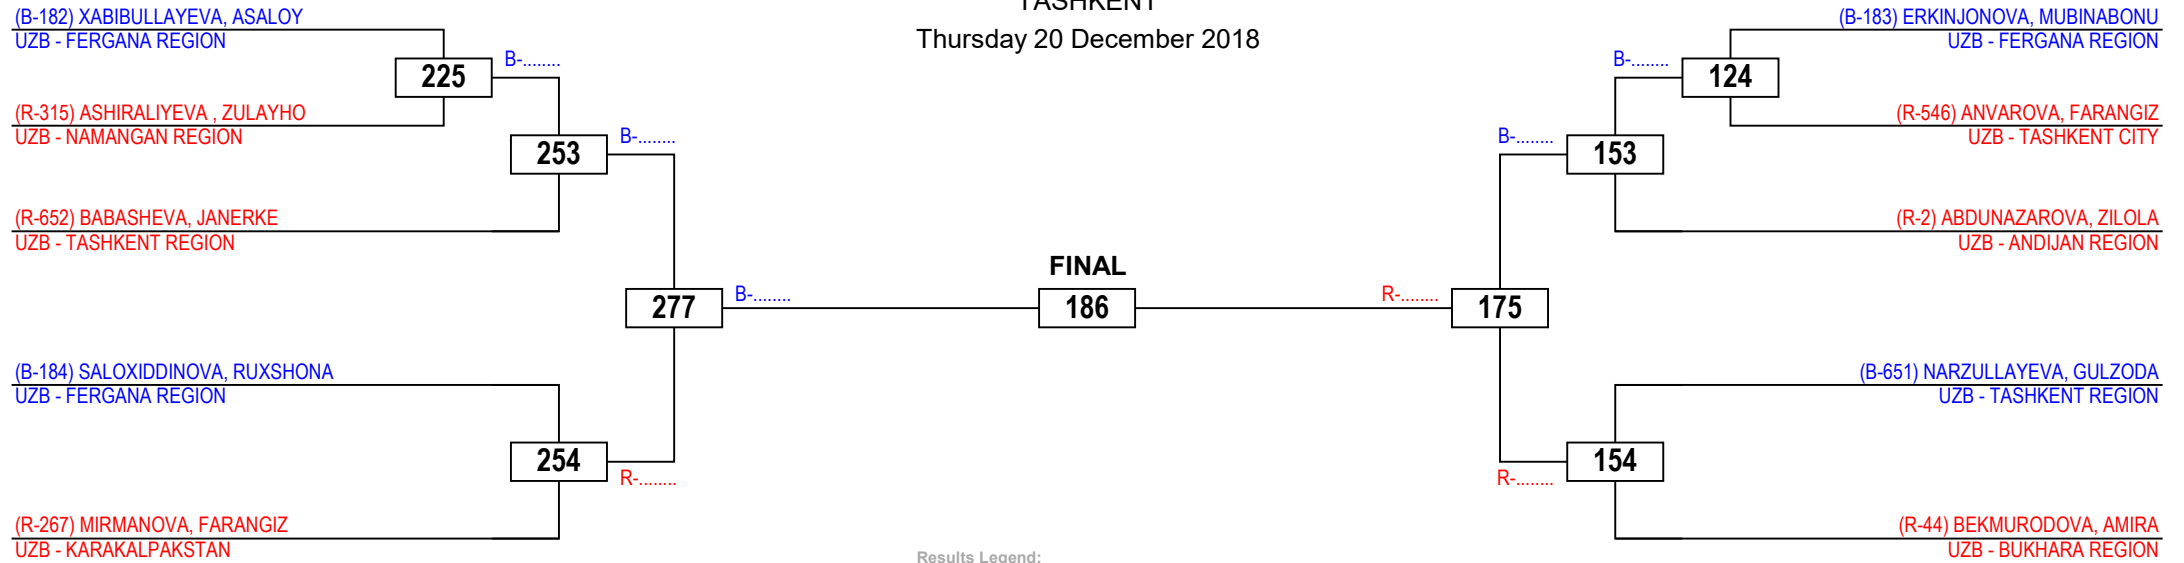 TASHKENT
Thursday 20 December 2018
(B-182) XABIBULLAYEVA, ASALOY
UZB - FERGANA REGION
225
B-........
(R-315) ASHIRALIYEVA , ZULAYHO
UZB - NAMANGAN REGION
253
B-........
(R-652) BABASHEVA, JANERKE
UZB - TASHKENT REGION
277
B-........
(B-184) SALOXIDDINOVA, RUXSHONA
UZB - FERGANA REGION
254
R-........
(R-267) MIRMANOVA, FARANGIZ
UZB - KARAKALPAKSTAN
FINAL
186
(B-183) ERKINJONOVA, MUBINABONU
UZB - FERGANA REGION
B-........
124
(R-546) ANVAROVA, FARANGIZ
UZB - TASHKENT CITY
B-........
153
(R-2) ABDUNAZAROVA, ZILOLA
UZB - ANDIJAN REGION
R-........
175
(B-651) NARZULLAYEVA, GULZODA
UZB - TASHKENT REGION
154
R-........
(R-44) BEKMURODOVA, AMIRA
UZB - BUKHARA REGION
Results Legend: